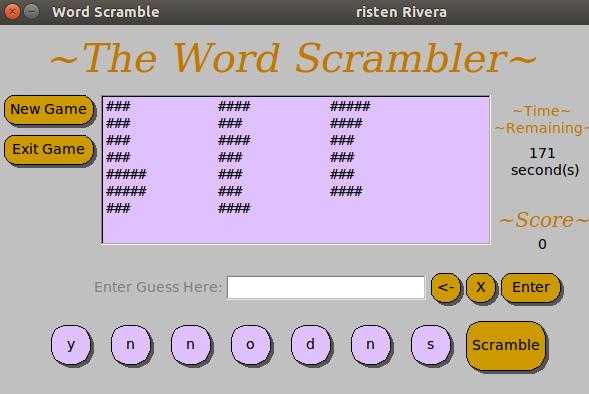 Word Scramble risten Rivera
~The Word Scrambler~
New Game
Exit Game
### #### #####
### ### ####
### #### ###
### ### ###
##### ### ###
##### ### ####
### ####
~Time~
~Remaining~
171
second(s)
~Score~
0
Enter Guess Here: <- X Enter
y n n o d n s Scramble